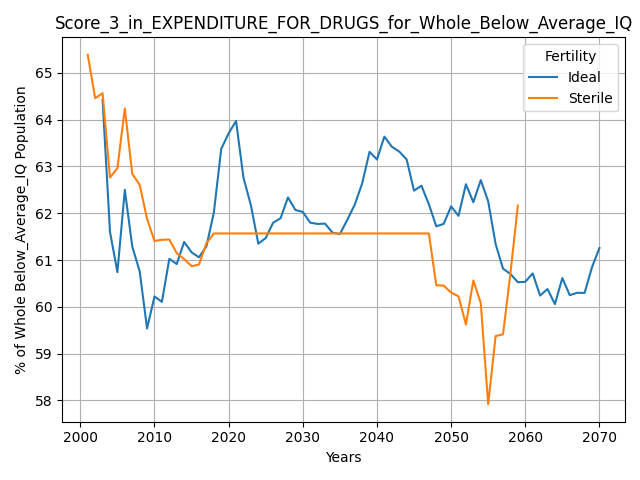 Score_3_in_EXPENDITURE_FOR_DRUGS_for_Whole_Below_Average_IQ
Fertility
Ideal
Sterile
% of Whole Below_Average_IQ Population
65
64
63
62
61
60
59
58
2000 2010 2020 2030 2040 2050 2060 2070
Years